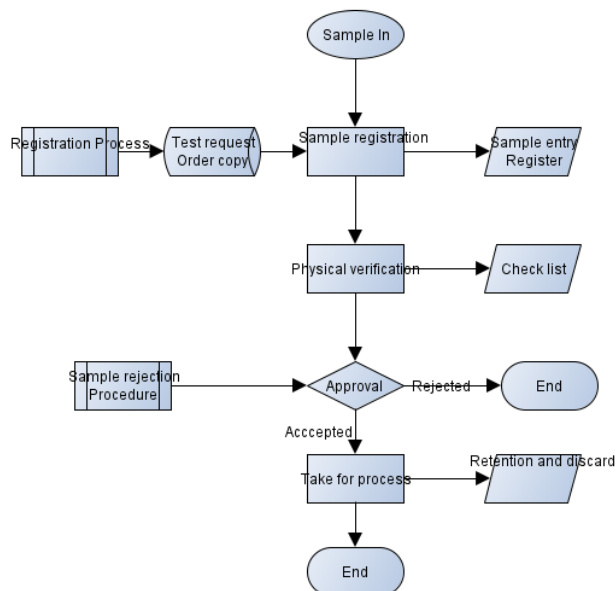 Sample In
Registration Process
Test request
Order copy
Sample registration
Sample entry
Register
Physical verification
Check list
Sample rejection
Procedure
Approval
Rejected
End
Acccepted
Take for process
Retention and discard
End